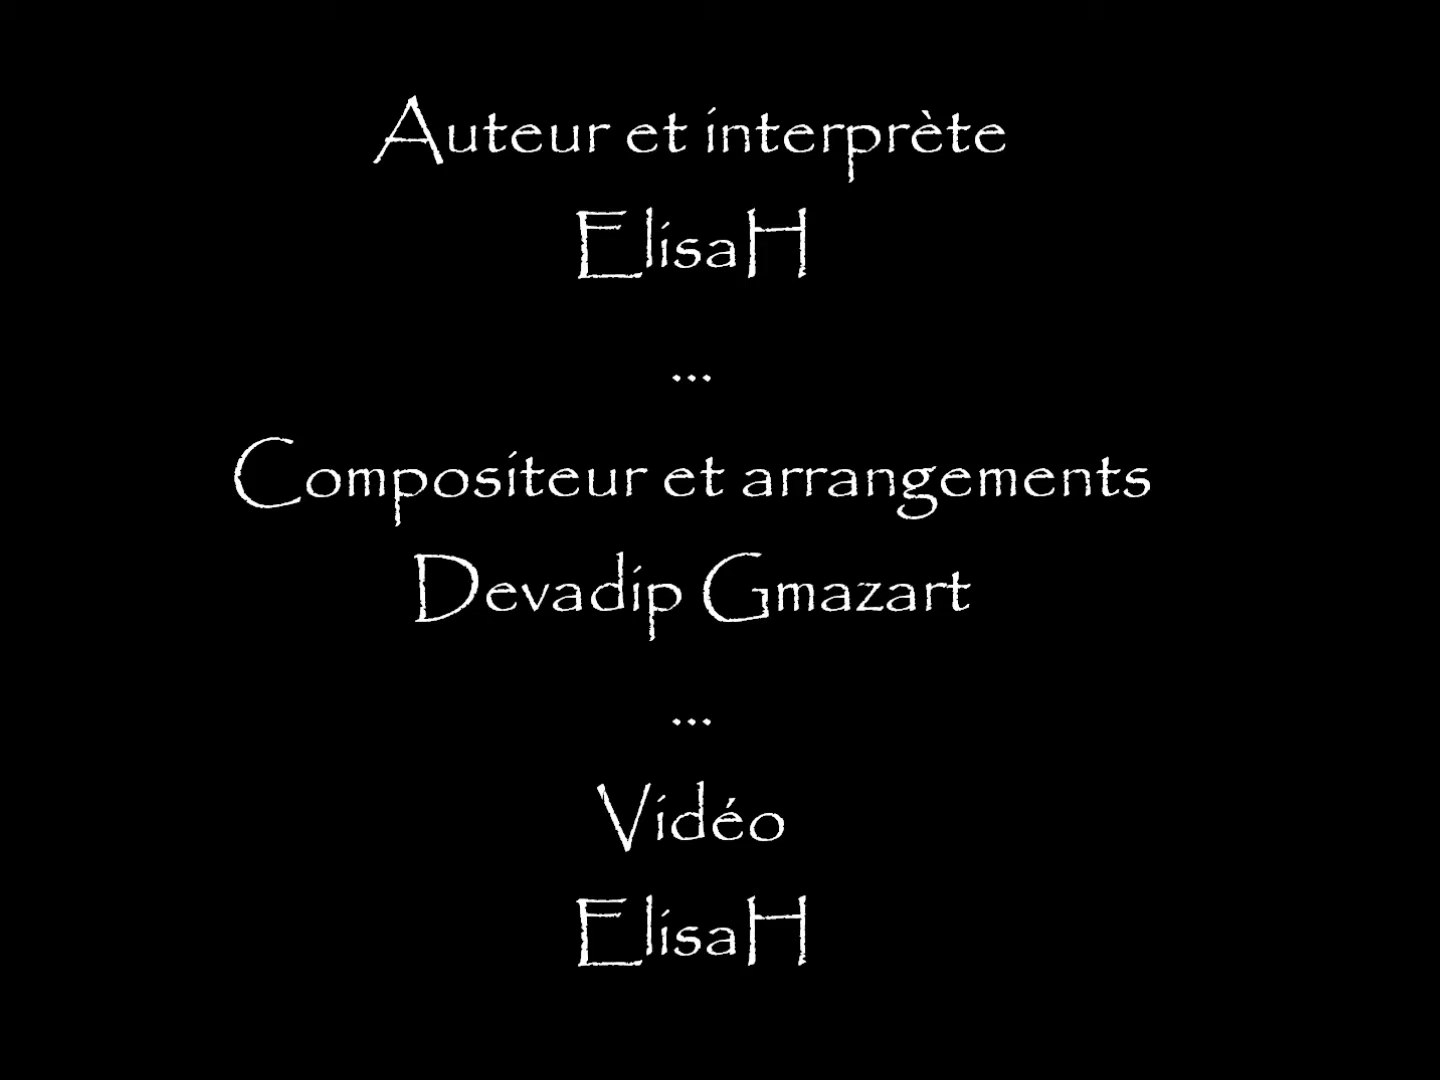 Auteur et interprète
ElisaH
...
Compositeur et arrangements
Devadip Gmazart
...
Vidéo
ElisaH